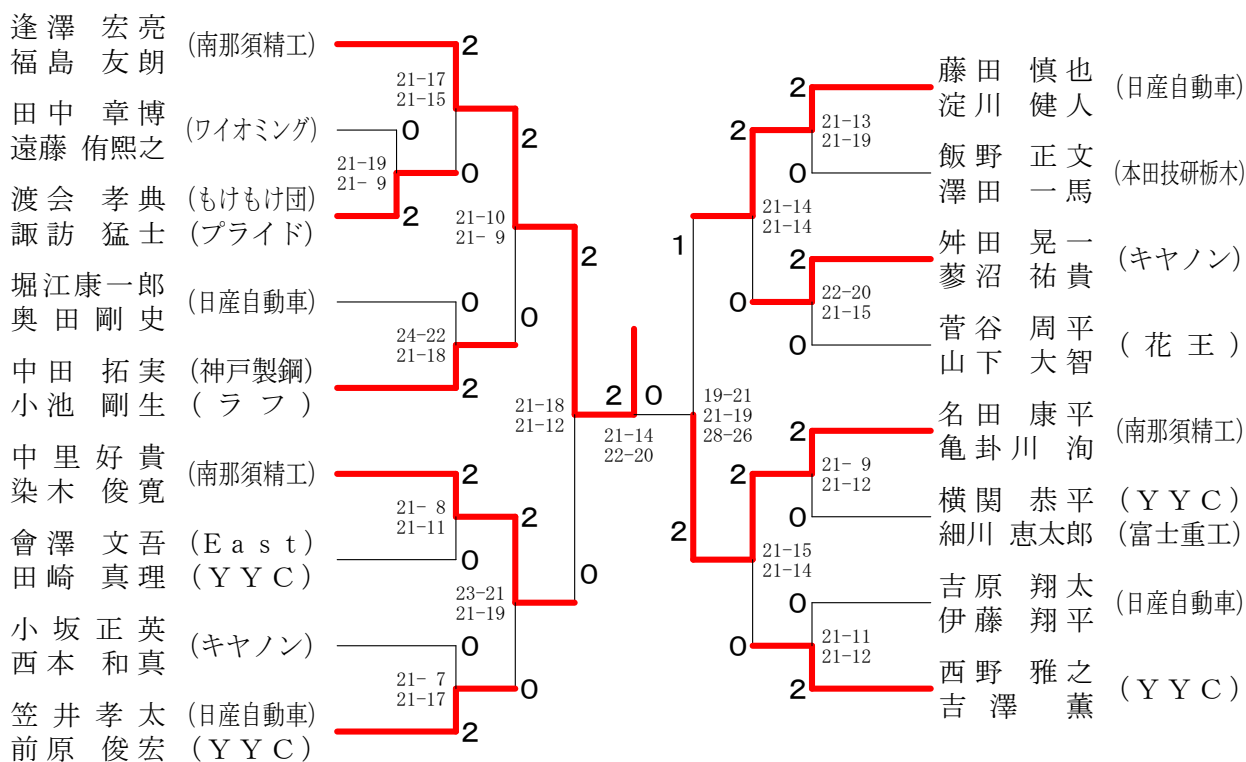 逢澤 宏亮 (南那須精工)
福島 友朗
2
21-17
21-15
田中 章博 (ワイオミング)
遠藤 侑熙之
0
2
21-19
21- 9
0
渡会 孝典 (もけもけ団)
諏訪 猛士 (プライド)
2
21-10
21- 9
2
堀江康一郎 (日産自動車)
奥田剛史
0
0
24-22
21-18
中田 拓実 (神戸製鋼)
小池 剛生 (ラフ)
2
21-18
21-12
2 0
21-14
22-20
中里好貴 (南那須精工)
染木俊寛
2
21- 8
21-11
2
會澤 文吾 (East)
田崎 真理 (YYC)
0
0
23-21
21-19
小坂正英 (キヤノン)
西本和真
0
21- 7
21-17
0
笠井孝太 (日産自動車)
前原俊宏 (YYC)
2
藤田 慎也 (日産自動車)
淀川 健人
2
21-13
21-19
2
飯野 正文 (本田技研栃木)
澤田 一馬
0
21-14
21-14
1
舛田 晃一 (キヤノン)
蓼沼 祐貴
2
22-20
21-15
0
菅谷 周平 (花王)
山下 大智
0
19-21
21-19
28-26
名田 康平 (南那須精工)
亀卦川 洵
2
21- 9
21-12
2
横関 恭平 (YYC)
細川 恵太郎 (富士重工)
0
2
21-15
21-14
吉原 翔太 (日産自動車)
伊藤 翔平
0
21-11
21-12
0
西野 雅之 (YYC)
吉澤 薫
2